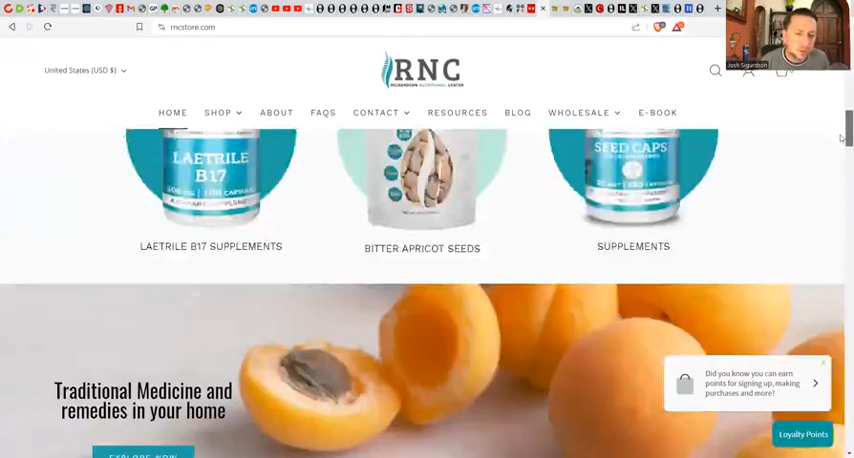 rncstore.com
Josh Sigurdson
United States (USD $)
RNC
RICHARDSON NUTRITIONAL CENTER
HOME SHOP ABOUT FAQS CONTACT RESOURCES BLOG WHOLESALE E-BOOK
LAETRILE
B17
SEED CAPS
LAETRILE B17 SUPPLEMENTS
BITTER APRICOT SEEDS
SUPPLEMENTS
Traditional Medicine and
remedies in your home
EXPLORE NOW
Did you know you can earn
points for signing up, making
purchases and more?
Loyalty Points